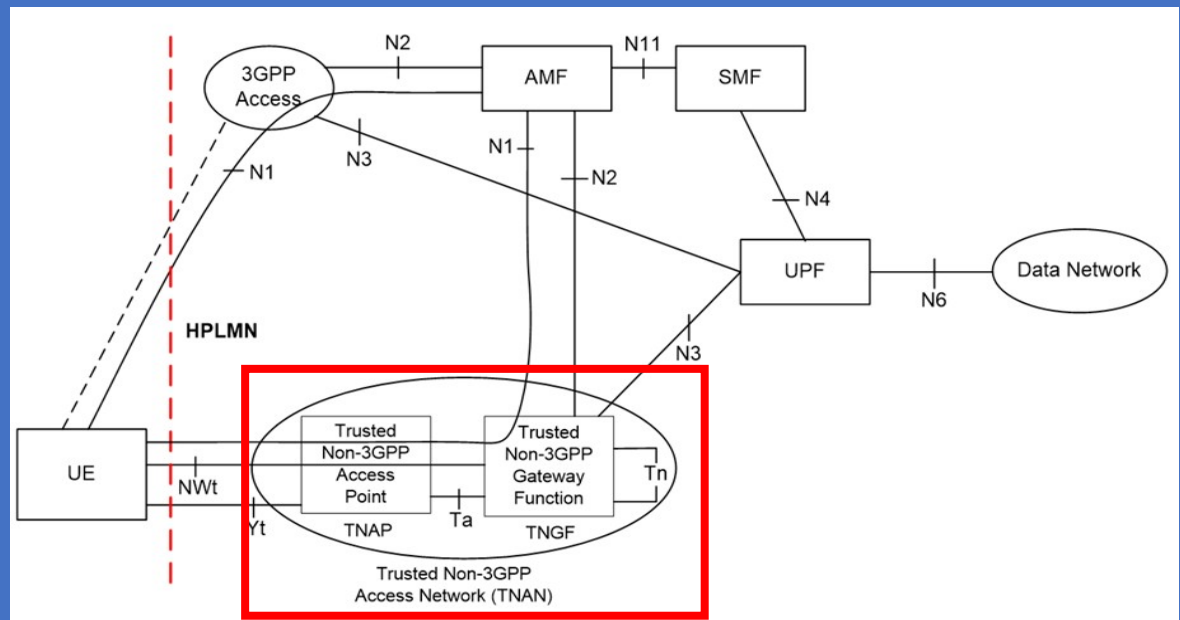 N2
N11
3GPP
Access
AMF
SMF
N1
N3
N1
N2
N4
UPF
Data Network
N6
HPLMN
N3
UE
NWt
Yt
Trusted
Non-3GPP
Access
Point
TNAP
Ta
Trusted
Non-3GPP
Gateway
Function
TNGF
Tn
Trusted Non-3GPP
Access Network (TNAN)